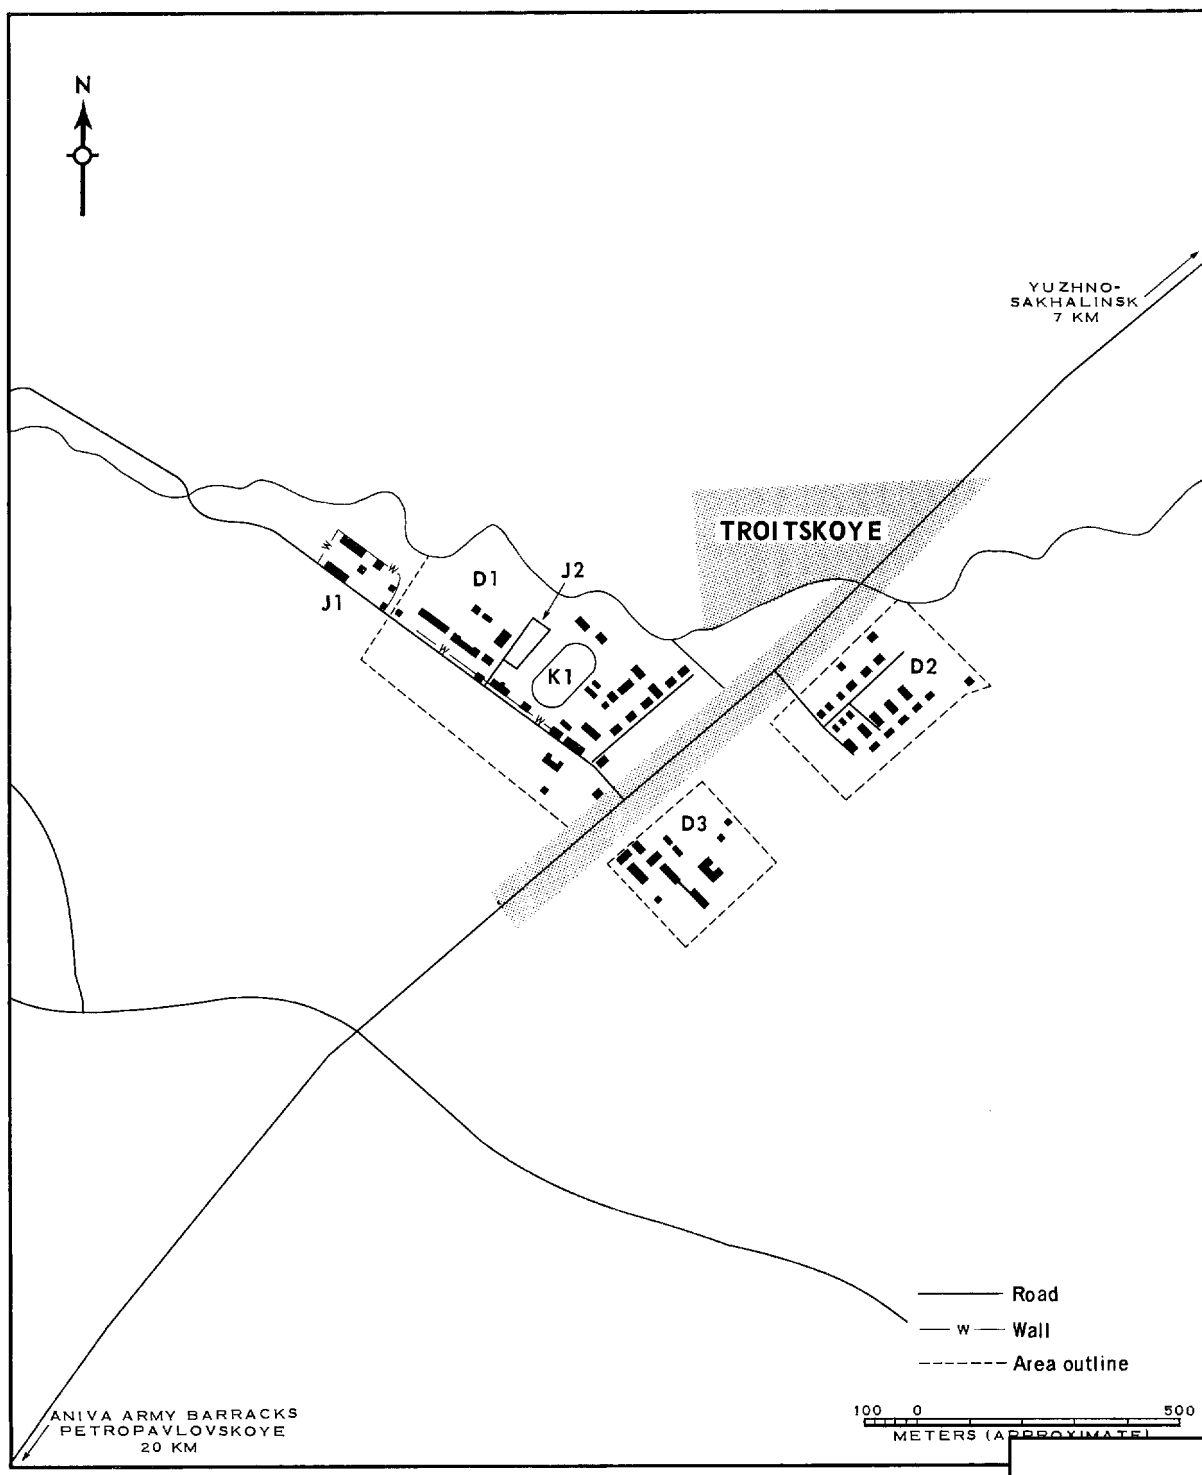 N
YUZHNO-
SAKHALINSK
7 KM
TROITSKOYE
W
W
J1
D1
J2
W
K1
W
D2
D3
Road
W Wall
Area outline
ANIVA ARMY BARRACKS
PETROPAVLOVSKOYE
20 KM
100 0 500
METERS (APPROXIMATE)